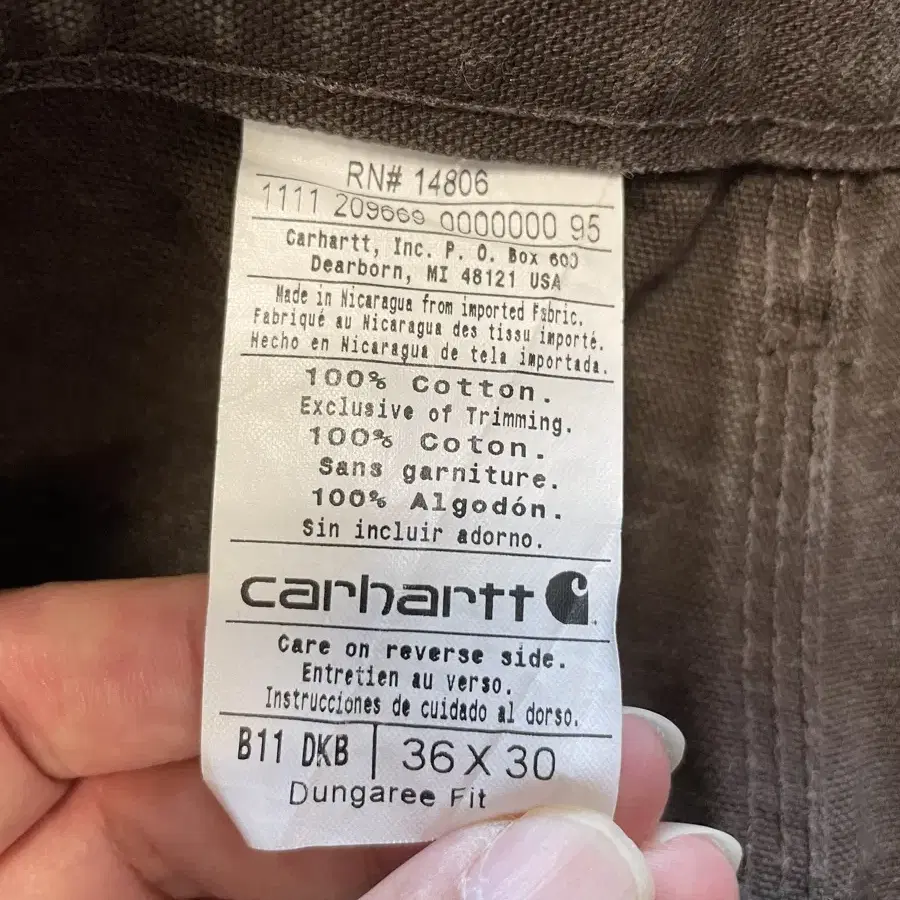 RN# 14806
1111 209669 0000000 95
Carhartt, Inc. P. O. Box 600
Dearborn, MI 48121 USA
Made in Nicaragua from imported Fabric.
Fabriqué au Nicaragua des tissu importé.
Hecho en Nicaragua de tela importada.
100% Cotton.
Exclusive of Trimming.
100% Coton.
Sans garniture.
100% Algodón.
Sin incluir adorno.
carhartt
Care on reverse side.
Entretien au verso.
Instrucciones de cuidado al dorso.
B11 DKB | 36 X 30
Dungaree Fit